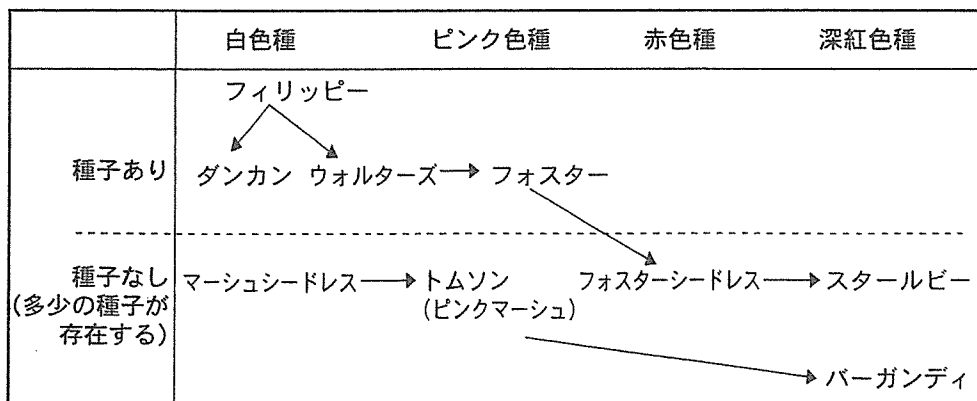 白色種 ピンク色種 赤色種 深紅色種
フィリッピー
種子あり ダンカン ウォルターズ フォスター
種子なし マーシュシードレス トムソン フォスターシードレス スタールビー
(多少の種子が (ピンクマーシュ)
存在する)
バーガンディ